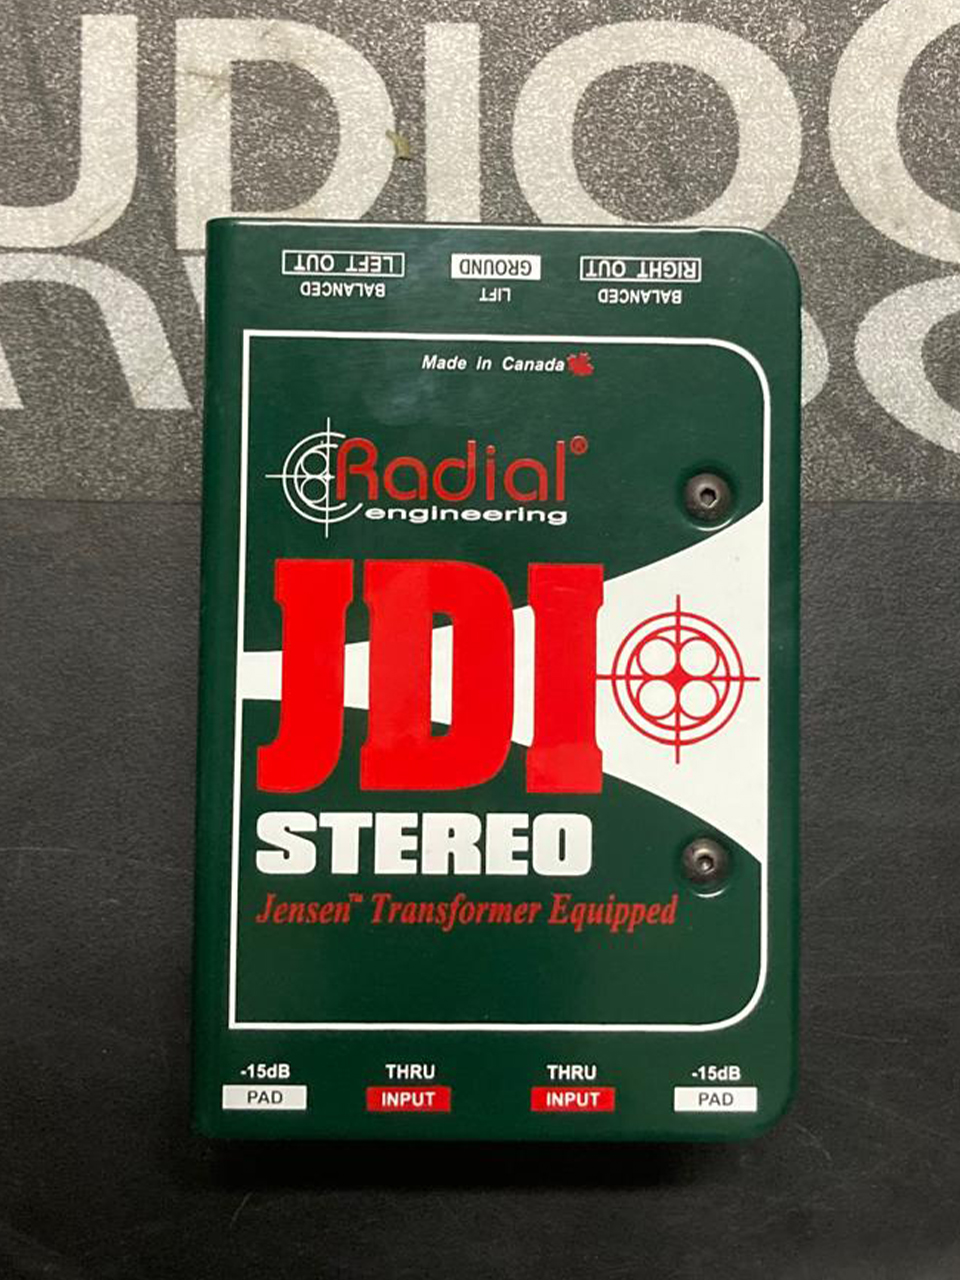 UDIO
LEFT OUT
BALANCED
GROUND
LIFT
RIGHT OUT
BALANCED
Made in Canada
Radial®
engineering
JDI
STEREO
Jensen™ Transformer Equipped
-15dB THRU THRU -15dB
PAD INPUT INPUT PAD